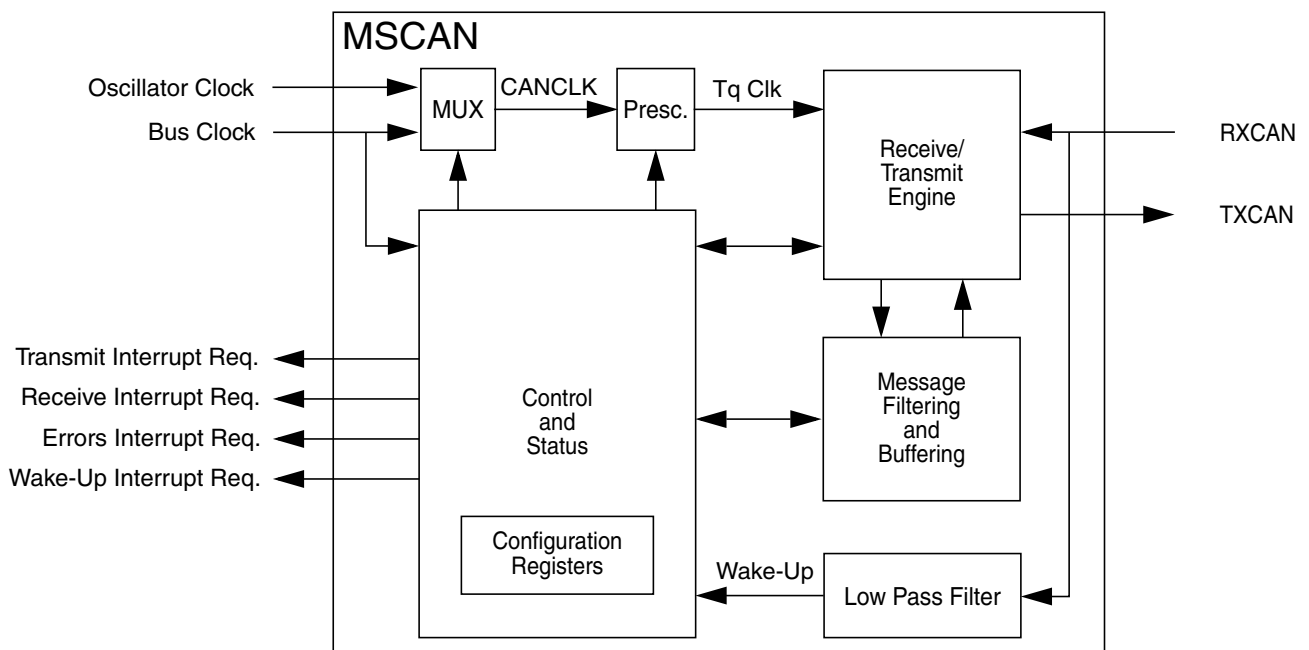 MSCAN
Oscillator Clock
Bus Clock
MUX
CANCLK
Presc.
Tq Clk
Receive/
Transmit
Engine
RXCAN
TXCAN
Transmit Interrupt Req.
Receive Interrupt Req.
Errors Interrupt Req.
Wake-Up Interrupt Req.
Control
and
Status
Message
Filtering
and
Buffering
Configuration
Registers
Wake-Up
Low Pass Filter